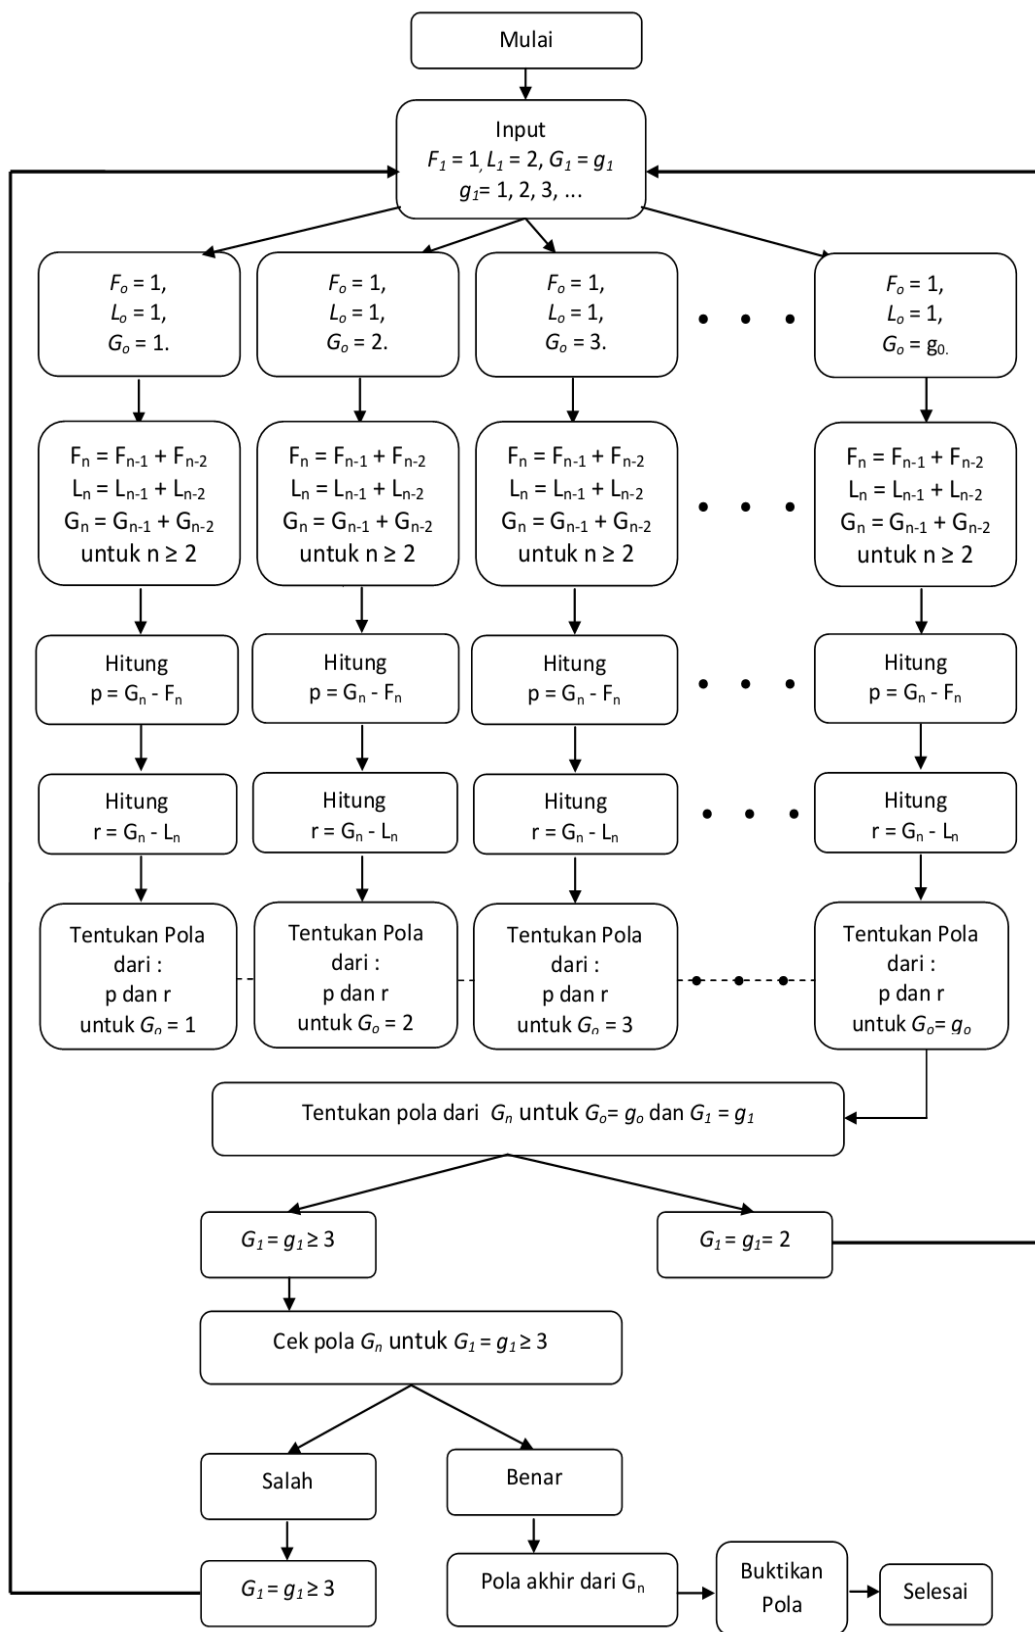 Mulai
Input
F₁ = 1, L₁ = 2, G₁ = g₁
g₁= 1, 2, 3, ...
Fₒ = 1,
Lₒ = 1,
Gₒ = 1.
Fₒ = 1,
Lₒ = 1,
Gₒ = 2.
Fₒ = 1,
Lₒ = 1,
Gₒ = 3.
Fₒ = 1,
Lₒ = 1,
Gₒ = g₀.
Fₙ = Fₙ₋₁ + Fₙ₋₂
Lₙ = Lₙ₋₁ + Lₙ₋₂
Gₙ = Gₙ₋₁ + Gₙ₋₂
untuk n ≥ 2
Fₙ = Fₙ₋₁ + Fₙ₋₂
Lₙ = Lₙ₋₁ + Lₙ₋₂
Gₙ = Gₙ₋₁ + Gₙ₋₂
untuk n ≥ 2
Fₙ = Fₙ₋₁ + Fₙ₋₂
Lₙ = Lₙ₋₁ + Lₙ₋₂
Gₙ = Gₙ₋₁ + Gₙ₋₂
untuk n ≥ 2
Fₙ = Fₙ₋₁ + Fₙ₋₂
Lₙ = Lₙ₋₁ + Lₙ₋₂
Gₙ = Gₙ₋₁ + Gₙ₋₂
untuk n ≥ 2
Hitung
p = Gₙ - Fₙ
Hitung
p = Gₙ - Fₙ
Hitung
p = Gₙ - Fₙ
Hitung
p = Gₙ - Fₙ
Hitung
r = Gₙ - Lₙ
Hitung
r = Gₙ - Lₙ
Hitung
r = Gₙ - Lₙ
Hitung
r = Gₙ - Lₙ
Tentukan Pola
dari :
p dan r
untuk Gₒ = 1
Tentukan Pola
dari :
p dan r
untuk Gₒ = 2
Tentukan Pola
dari :
p dan r
untuk Gₒ = 3
Tentukan Pola
dari :
p dan r
untuk Gₒ= gₒ
Tentukan pola dari Gₙ untuk Gₒ= gₒ dan G₁ = g₁
G₁ = g₁ ≥ 3
G₁ = g₁= 2
Cek pola Gₙ untuk G₁ = g₁ ≥ 3
Salah
Benar
G₁ = g₁ ≥ 3
Pola akhir dari Gₙ
Buktikan
Pola
Selesai